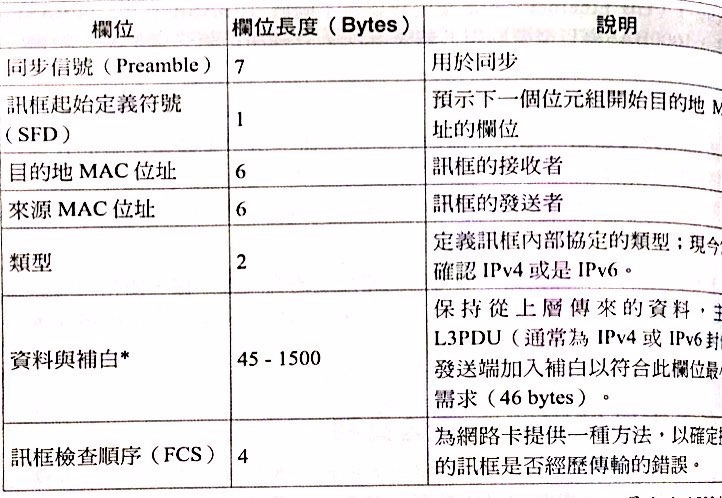 欄位 欄位長度（Bytes） 說明
同步信號（Preamble） 7 用於同步
訊框起始定義符號
（SFD） 1 預示下一個位元組開始目的地 M
址的欄位
目的地 MAC 位址 6 訊框的接收者
來源 MAC 位址 6 訊框的發送者
類型 2 定義訊框內部協定的類型；現今
確認 IPv4 或是 IPv6。
資料與補白* 45 - 1500 保持從上層傳來的資料，主
L3PDU（通常為 IPv4 或 IPv6 封
發送端加入補白以符合此欄位最
需求（46 bytes）。
訊框檢查順序（FCS） 4 為網路卡提供一種方法，以確定
的訊框是否經歷傳輸的錯誤。